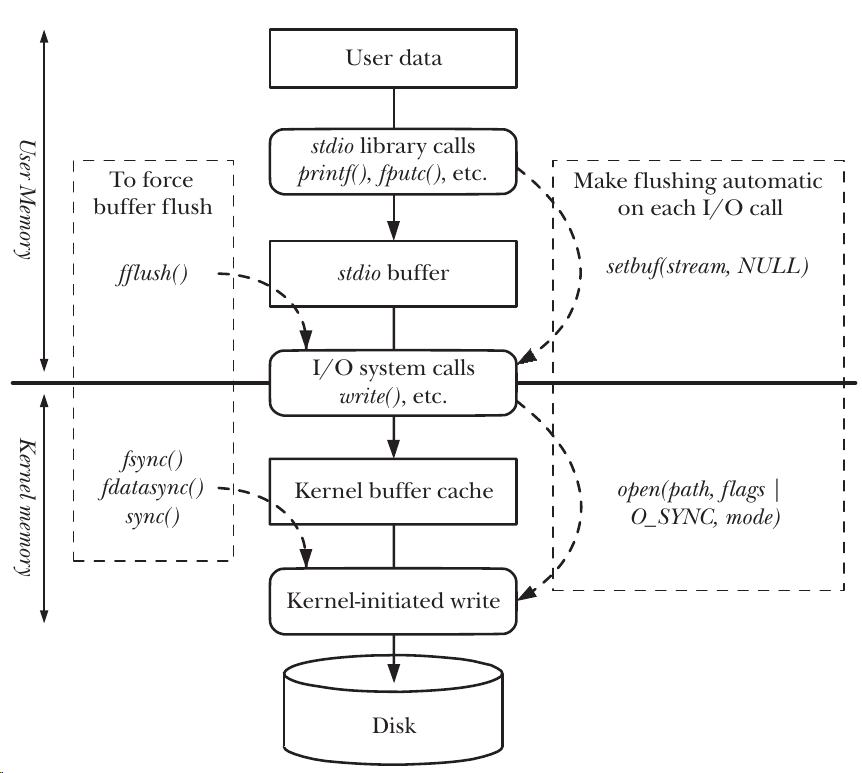 User data
stdio library calls
printf(), fputc(), etc.
User Memory
To force
buffer flush
fflush()
Make flushing automatic
on each I/O call
setbuf(stream, NULL)
stdio buffer
I/O system calls
write(), etc.
Kernel memory
fsync()
fdatasync()
sync()
Kernel buffer cache
open(path, flags |
O_SYNC, mode)
Kernel-initiated write
Disk